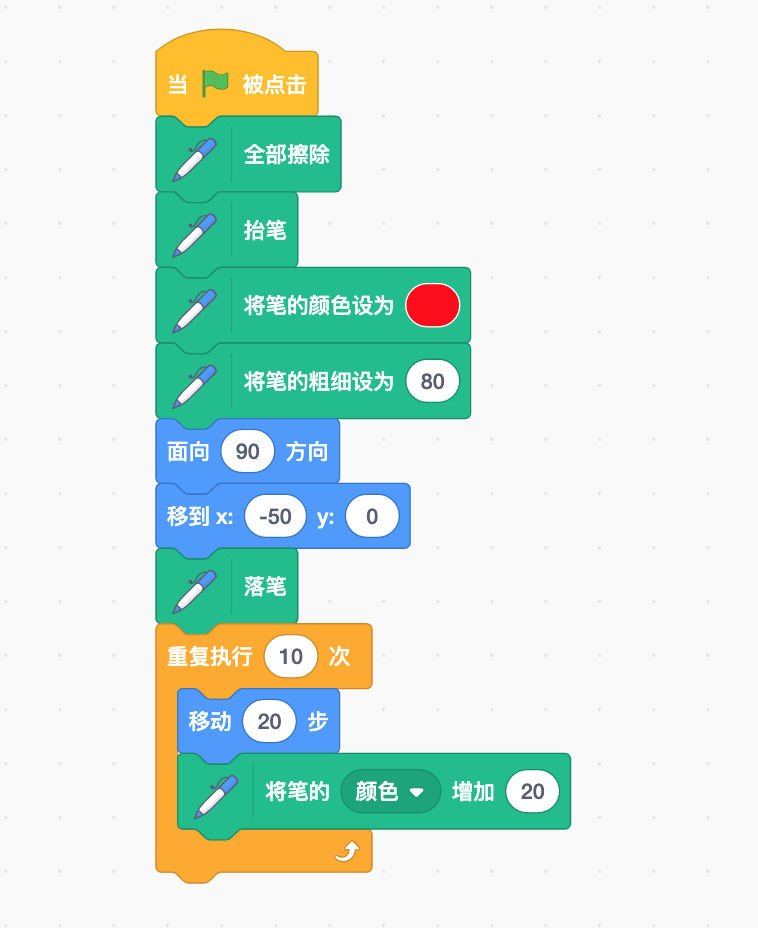 当 被点击
全部擦除
抬笔
将笔的颜色设为
将笔的粗细设为 80
面向 90 方向
移到 x: -50 y: 0
落笔
重复执行 10 次
移动 20 步
将笔的 颜色 增加 20